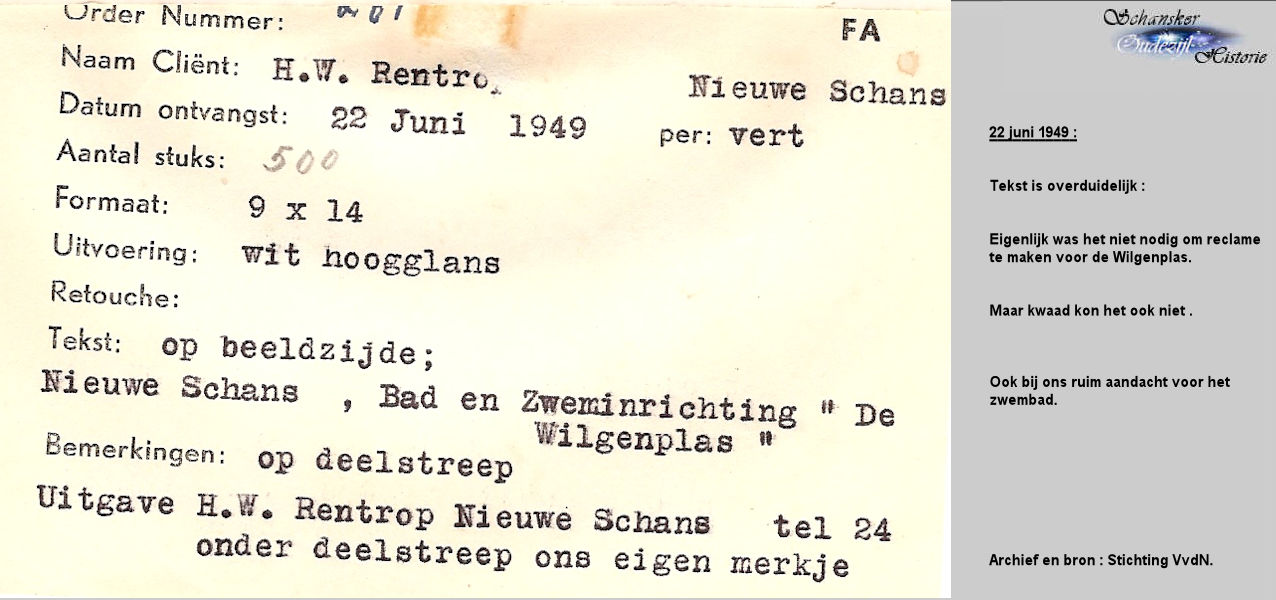 Order Nummer:
FA
Naam Cliënt: H.W. Rentro. Nieuwe Schans
Datum ontvangst: 22 Juni 1949 per: vert
Aantal stuks: 500
Formaat: 9 x 14
Uitvoering: wit hoogglans
Retouche:
Tekst: op beeldzijde;
Nieuwe Schans , Bad en Zweminrichting " De
Wilgenplas "
Bemerkingen: op deelstreep
Uitgave H.W. Rentrop Nieuwe Schans tel 24
onder deelstreep ons eigen merkje
Schansker
Oudezijl
Historie
22 juni 1949 :
Tekst is overduidelijk :
Eigenlijk was het niet nodig om reclame
te maken voor de Wilgenplas.
Maar kwaad kon het ook niet .
Ook bij ons ruim aandacht voor het
zwembad.
Archief en bron : Stichting VvdN.